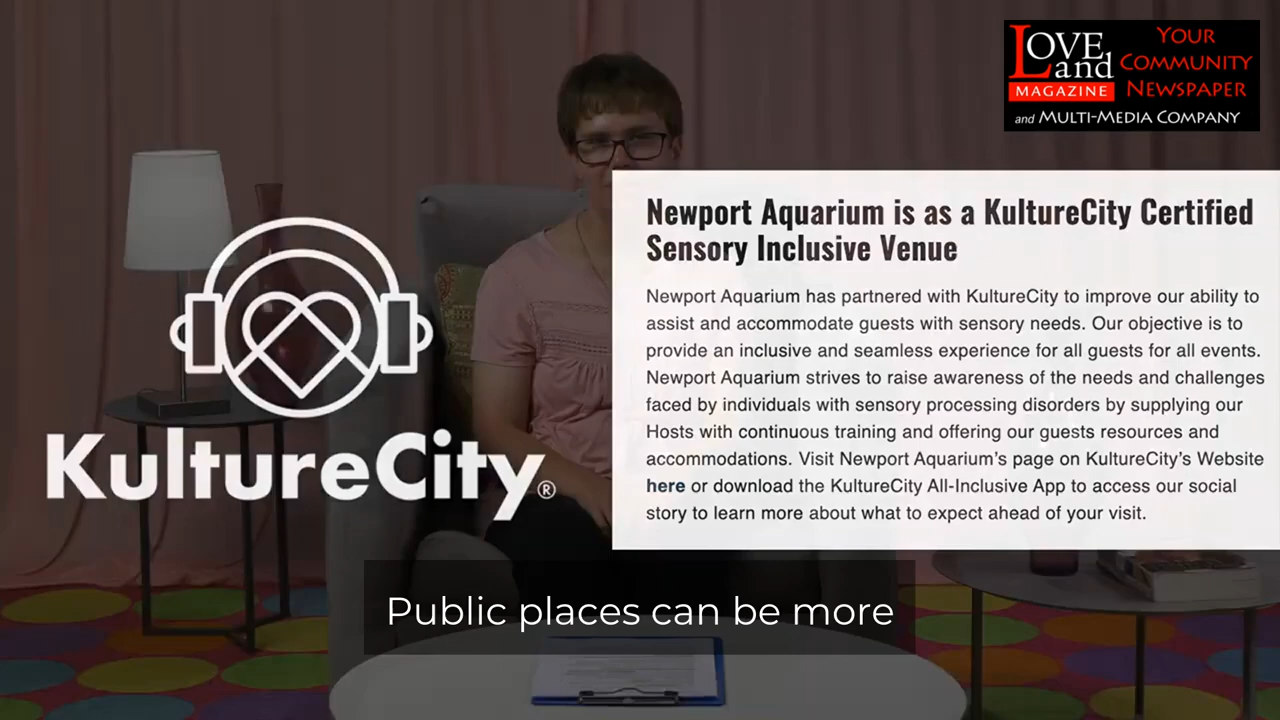 LOVEand
MAGAZINE
YOUR
COMMUNITY
NEWSPAPER
and MULTI-MEDIA COMPANY
KultureCity®
Newport Aquarium is as a KultureCity Certified
Sensory Inclusive Venue
Newport Aquarium has partnered with KultureCity to improve our ability to
assist and accommodate guests with sensory needs. Our objective is to
provide an inclusive and seamless experience for all guests for all events.
Newport Aquarium strives to raise awareness of the needs and challenges
faced by individuals with sensory processing disorders by supplying our
Hosts with continuous training and offering our guests resources and
accommodations. Visit Newport Aquarium's page on KultureCity's Website
here or download the KultureCity All-Inclusive App to access our social
story to learn more about what to expect ahead of your visit.
Public places can be more